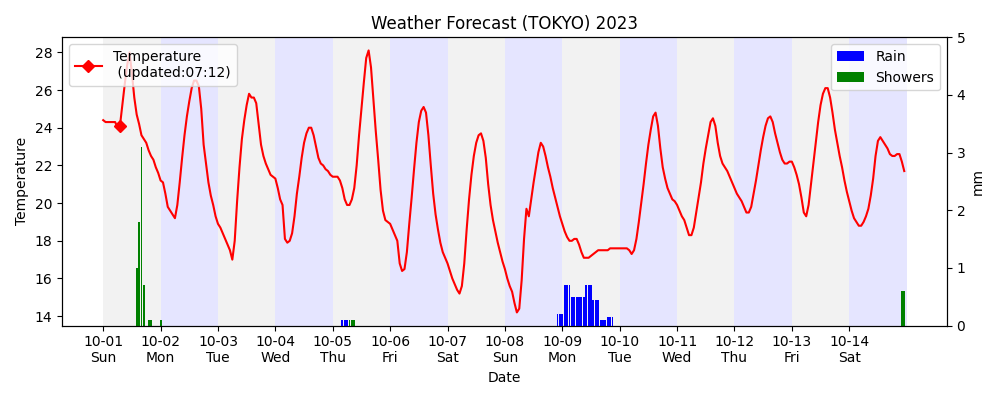 Weather Forecast (TOKYO) 2023
Temperature
(updated:07:12)
Rain
Showers
28
26
24
22
20
18
16
14
Temperature
5
4
3
2
1
0
mm
10-01 10-02 10-03 10-04 10-05 10-06 10-07 10-08 10-09 10-10 10-11 10-12 10-13 10-14
Sun Mon Tue Wed Thu Fri Sat Sun Mon Tue Wed Thu Fri Sat
Date